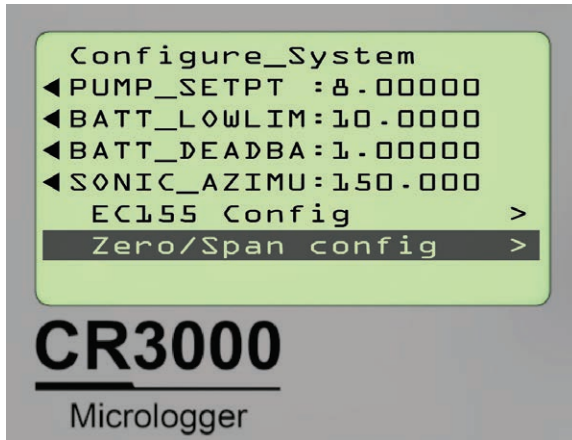 Configure_System
◀PUMP_SETPT :8.00000
◀BATT_LOWLIM:10.0000
◀BATT_DEADBA:1.00000
◀SONIC_AZIMU:150.000
EC155 Config >
Zero/Span config >
CR3000
Micrologger